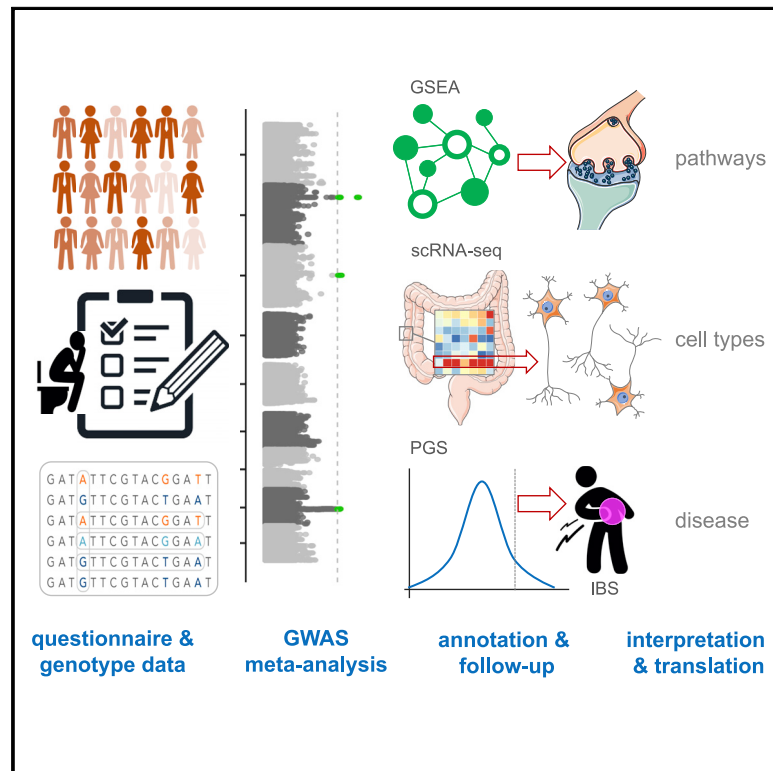 GSEA
pathways
scRNA-seq
cell types
PGS
disease
IBS
GATATTCGTACGGATT
GATGTTCGTACTGAAT
GATATTCGTACGGATT
GATATTCGTACGGAAT
GATGTTCGTACTGAAT
GATGTTCGTACTGAAT
questionnaire &
genotype data
GWAS
meta-analysis
annotation &
follow-up
interpretation
& translation